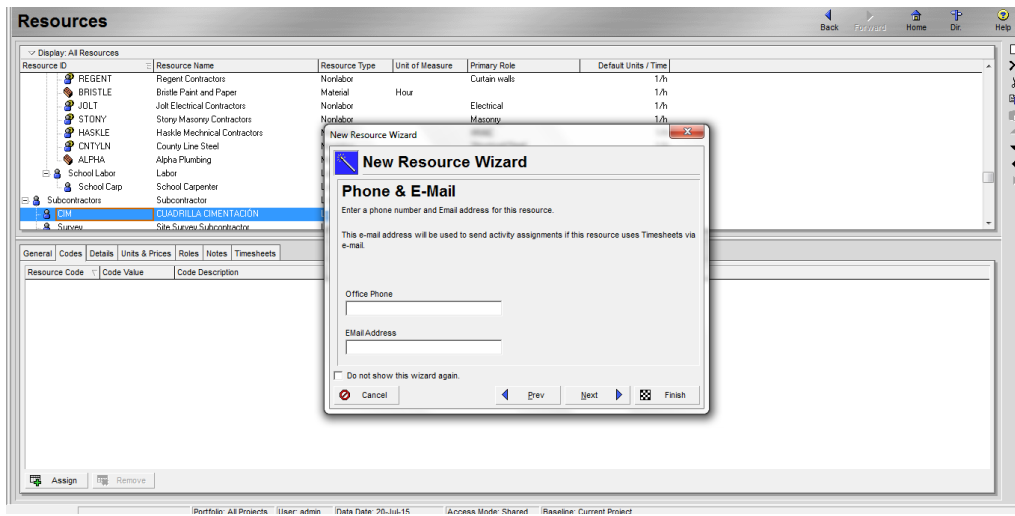 Resources
Back Forward Home Dir. Help
Display: All Resources
Resource ID Resource Name Resource Type Unit of Measure Primary Role Default Units / Time
REGENT Regent Contractors Nonlabor Curtain walls 1/h
BRISTLE Bristle Paint and Paper Material Hour 1/h
JOLT Jolt Electrical Contractors Nonlabor Electrical 1/h
STONY Stony Masonry Contractors Nonlabor Masonry 1/h
HASKLE Haskle Mechnical Contractors 1/h
CNTYLN County Line Steel 1/h
ALPHA Alpha Plumbing 1/h
School Labor Labor
School Carp School Carpenter
Subcontractors Subcontractor
CIM CUADRILLA CIMENTACIÓN
Survey Site Survey Subcontractor
New Resource Wizard
New Resource Wizard
Phone & E-Mail
Enter a phone number and Email address for this resource.
This e-mail address will be used to send activity assignments if this resource uses Timesheets via
e-mail.
Office Phone
EMail Address
Do not show this wizard again.
Cancel Prev Next Finish
General Codes Details Units & Prices Roles Notes Timesheets
Resource Code Code Value Code Description
Assign Remove
Portfolio: All Projects User: admin Data Date: 20-Jul-15 Access Mode: Shared Baseline: Current Project